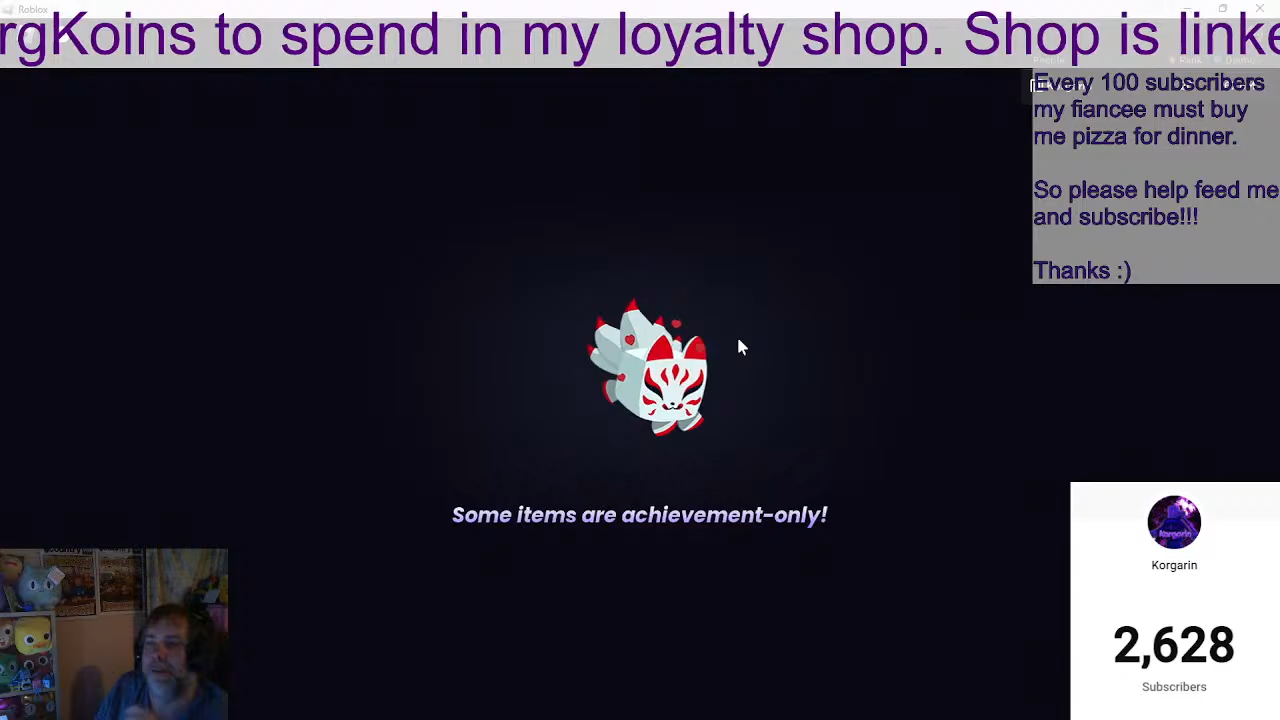 Roblox
rgKoins to spend in my loyalty shop. Shop is linke
Every 100 subscribers
my fiancee must buy
me pizza for dinner.
So please help feed me
and subscribe!!!
Thanks :)
Some items are achievement-only!
Korgarin
2,628
Subscribers